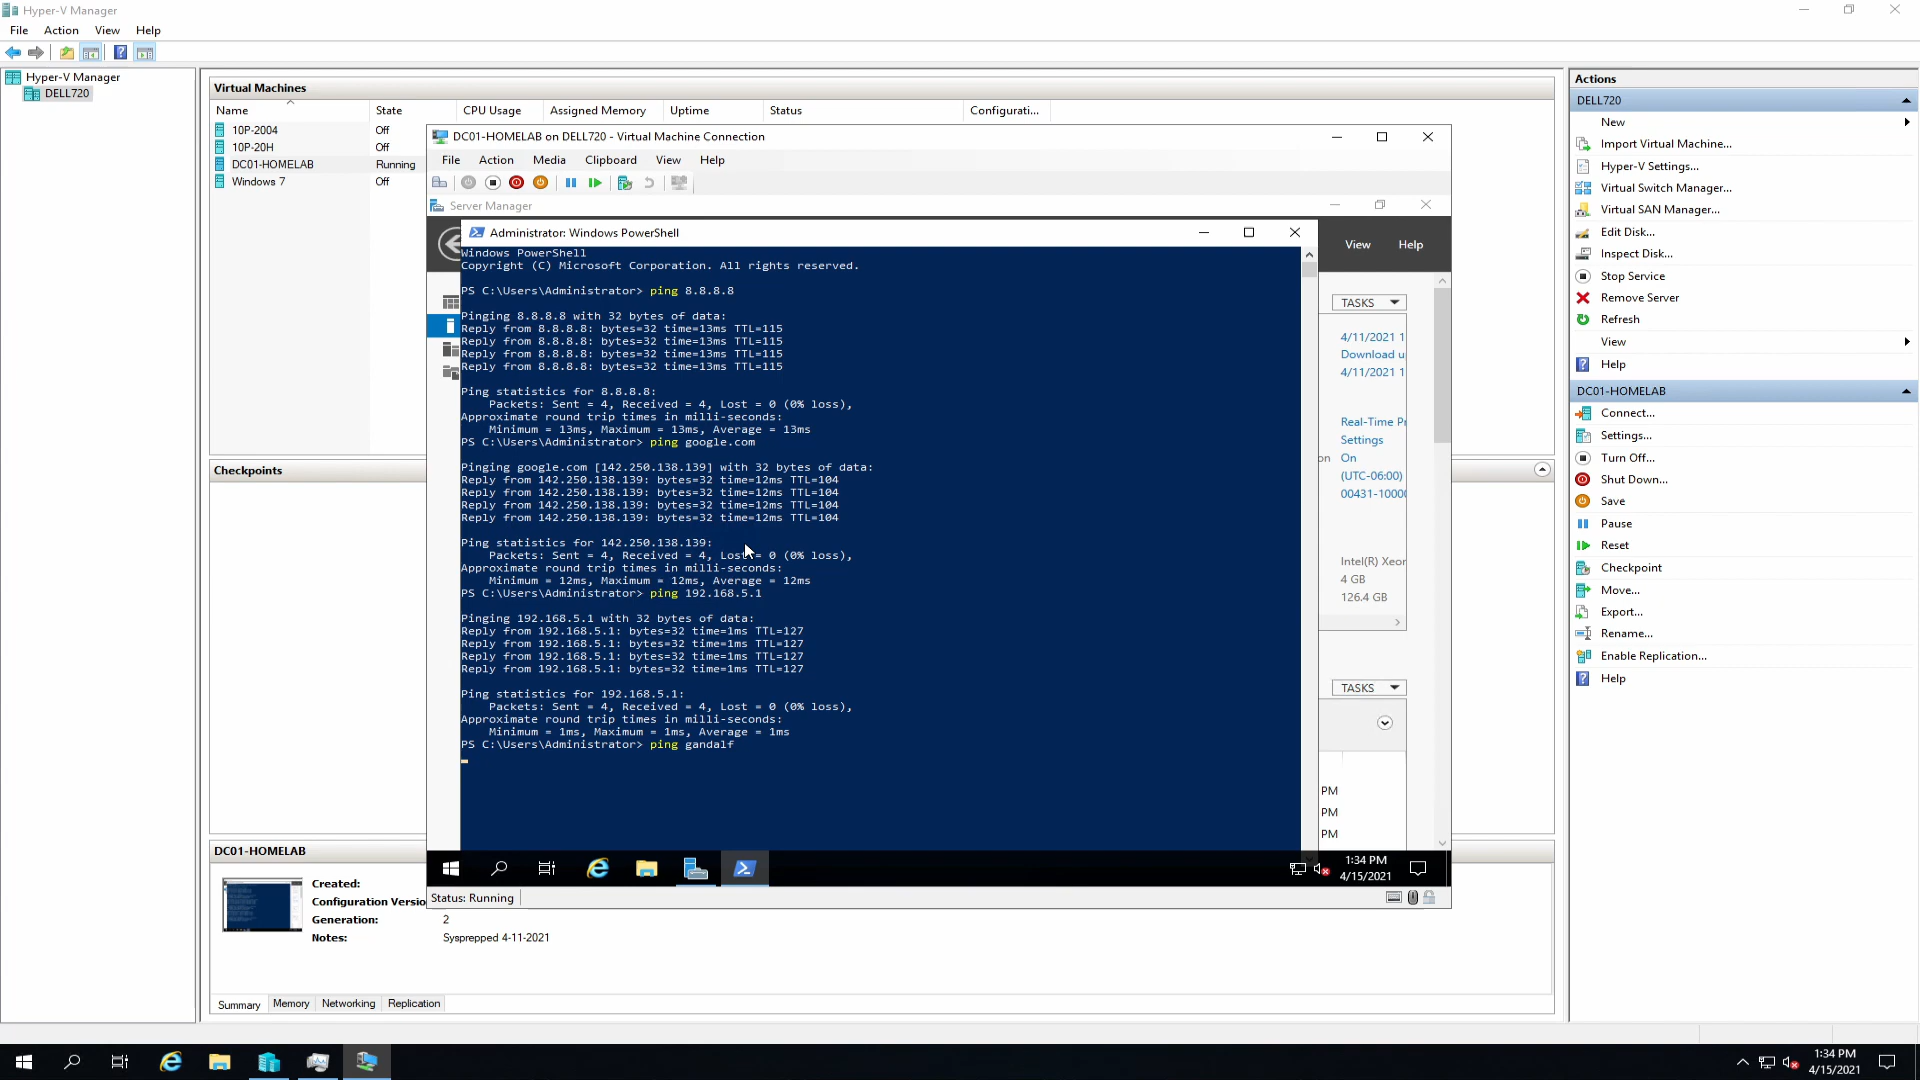 Hyper-V Manager
File Action View Help
Hyper-V Manager
DELL720
Virtual Machines
Name State CPU Usage Assigned Memory Uptime Status Configurati...
10P-2004 Off
10P-20H Off
DC01-HOMELAB Running
Windows 7 Off
DC01-HOMELAB on DELL720 - Virtual Machine Connection
File Action Media Clipboard View Help
Server Manager
View Help
Administrator: Windows PowerShell
Windows PowerShell
Copyright (C) Microsoft Corporation. All rights reserved.
PS C:\Users\Administrator> ping 8.8.8.8
Pinging 8.8.8.8 with 32 bytes of data:
Reply from 8.8.8.8: bytes=32 time=13ms TTL=115
Reply from 8.8.8.8: bytes=32 time=13ms TTL=115
Reply from 8.8.8.8: bytes=32 time=13ms TTL=115
Reply from 8.8.8.8: bytes=32 time=13ms TTL=115
Ping statistics for 8.8.8.8:
Packets: Sent = 4, Received = 4, Lost = 0 (0% loss),
Approximate round trip times in milli-seconds:
Minimum = 13ms, Maximum = 13ms, Average = 13ms
PS C:\Users\Administrator> ping google.com
Pinging google.com [142.250.138.139] with 32 bytes of data:
Reply from 142.250.138.139: bytes=32 time=12ms TTL=104
Reply from 142.250.138.139: bytes=32 time=12ms TTL=104
Reply from 142.250.138.139: bytes=32 time=12ms TTL=104
Reply from 142.250.138.139: bytes=32 time=12ms TTL=104
Ping statistics for 142.250.138.139:
Packets: Sent = 4, Received = 4, Lost = 0 (0% loss),
Approximate round trip times in milli-seconds:
Minimum = 12ms, Maximum = 12ms, Average = 12ms
PS C:\Users\Administrator> ping 192.168.5.1
Pinging 192.168.5.1 with 32 bytes of data:
Reply from 192.168.5.1: bytes=32 time=1ms TTL=127
Reply from 192.168.5.1: bytes=32 time=1ms TTL=127
Reply from 192.168.5.1: bytes=32 time=1ms TTL=127
Reply from 192.168.5.1: bytes=32 time=1ms TTL=127
Ping statistics for 192.168.5.1:
Packets: Sent = 4, Received = 4, Lost = 0 (0% loss),
Approximate round trip times in milli-seconds:
Minimum = 1ms, Maximum = 1ms, Average = 1ms
PS C:\Users\Administrator> ping gandalf
TASKS
4/11/2021 1
Download u
4/11/2021 1
Real-Time Pr
Settings
on On
(UTC-06:00)
00431-1000
Intel(R) Xeor
4 GB
126.4 GB
TASKS
PM
PM
PM
1:34 PM
4/15/2021
Status: Running
Checkpoints
DC01-HOMELAB
Created:
Configuration Versio
Generation: 2
Notes: Sysprepped 4-11-2021
Summary Memory Networking Replication
Actions
DELL720
New
Import Virtual Machine...
Hyper-V Settings...
Virtual Switch Manager...
Virtual SAN Manager...
Edit Disk...
Inspect Disk...
Stop Service
Remove Server
Refresh
View
Help
DC01-HOMELAB
Connect...
Settings...
Turn Off...
Shut Down...
Save
Pause
Reset
Checkpoint
Move...
Export...
Rename...
Enable Replication...
Help
1:34 PM
4/15/2021